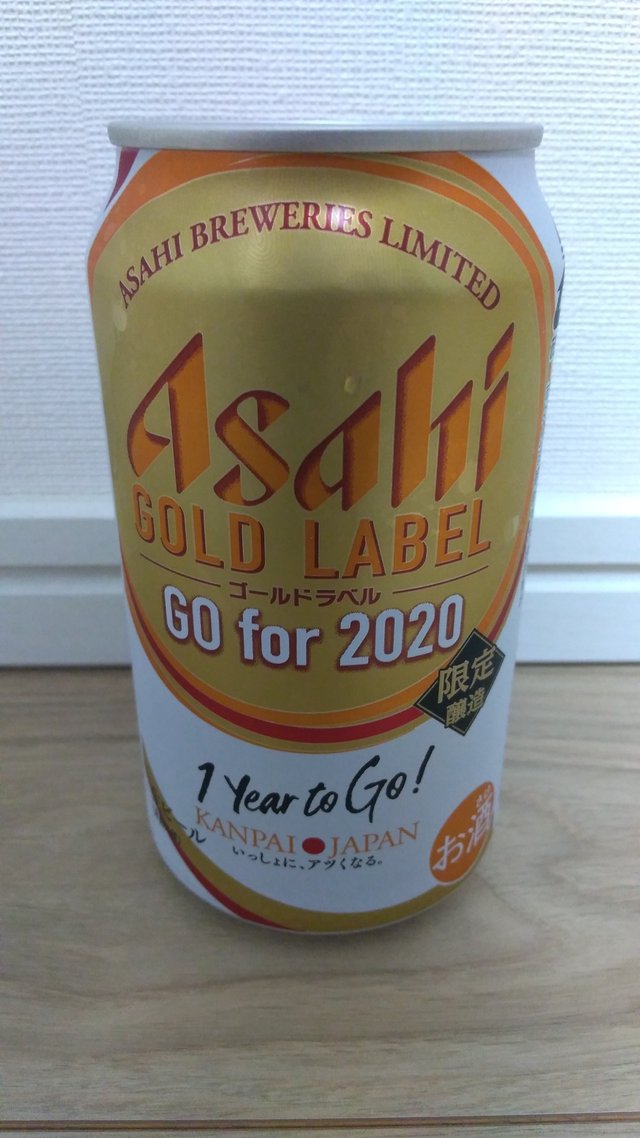 ASAHI BREWERIES LIMITED
Asahi
GOLD LABEL
ゴールドラベル
GO for 2020
限定
醸造
1 Year to Go!
KANPAI JAPAN
いっしょに、アツくなる。
お酒